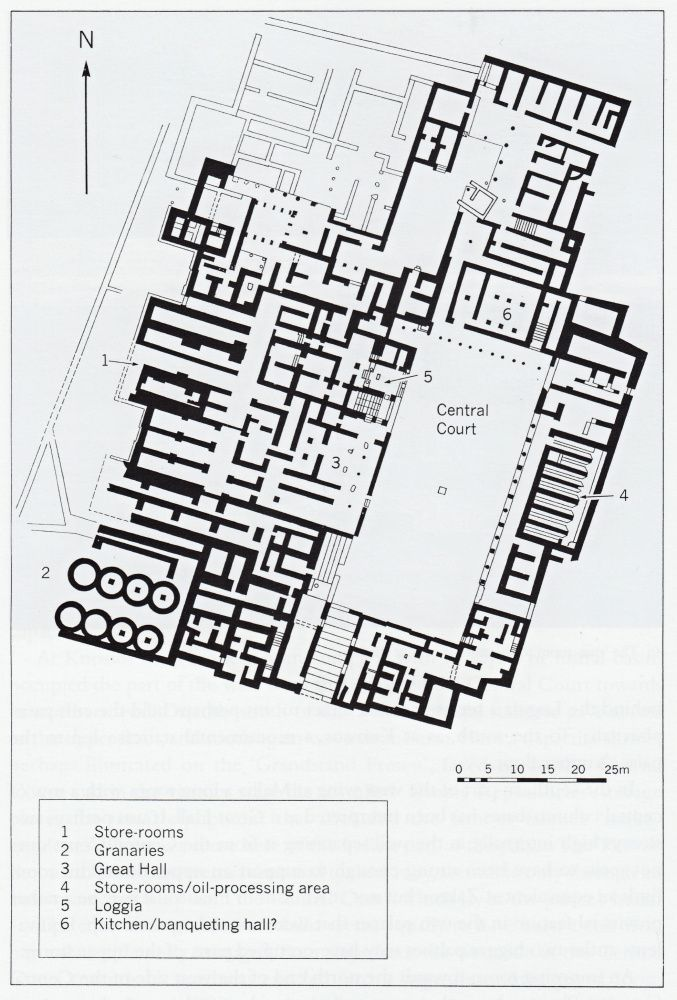 N
6
1
5
Central
Court
3
4
2
0 5 10 15 20 25m
1 Store-rooms
2 Granaries
3 Great Hall
4 Store-rooms/oil-processing area
5 Loggia
6 Kitchen/banqueting hall?